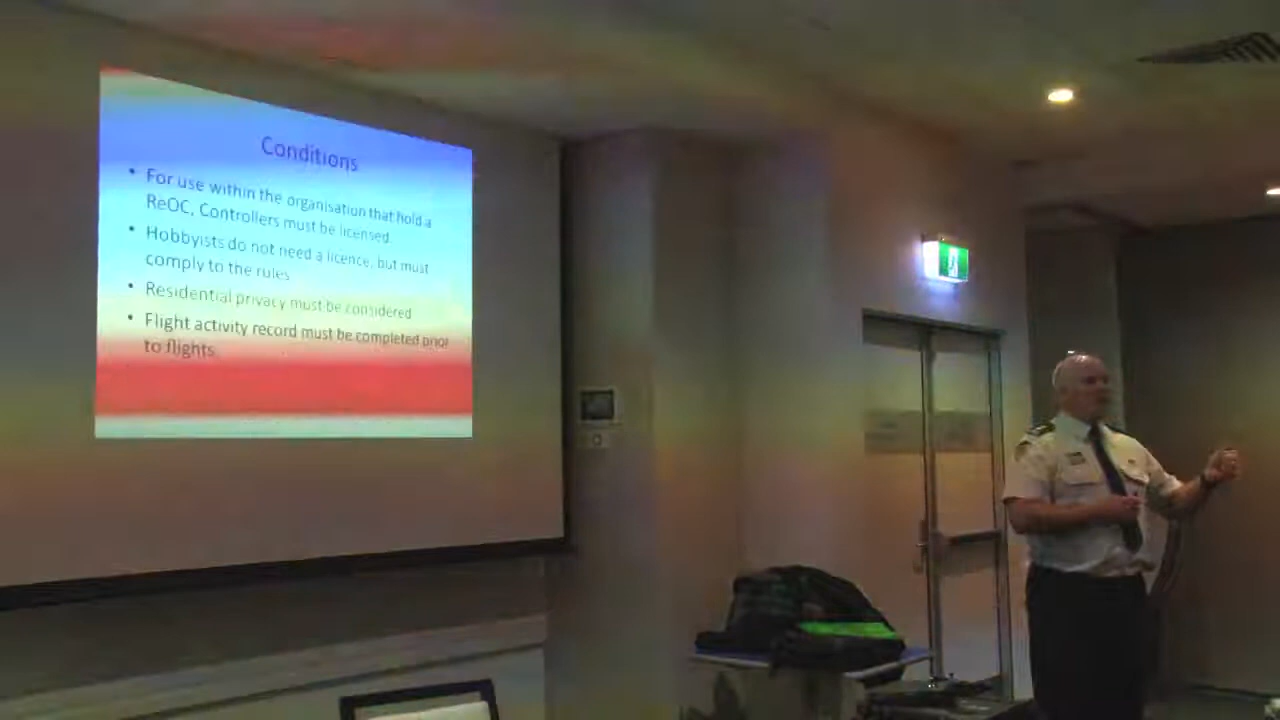 Conditions
• For use within the organisation that hold a
ReOC, Controllers must be licensed
• Hobbyists do not need a licence, but must
comply to the rules
• Residential privacy must be considered
• Flight activity record must be completed prior
to flights